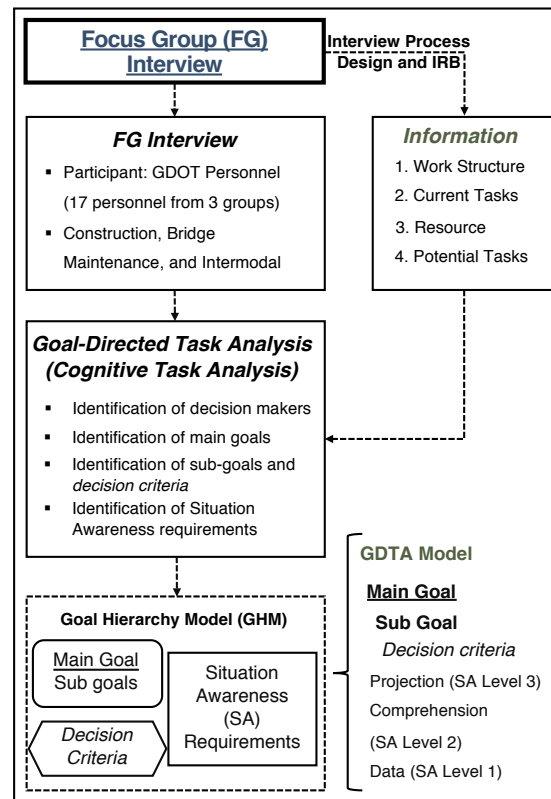 Focus Group (FG)
Interview
Interview Process
Design and IRB
FG Interview
▪ Participant: GDOT Personnel
(17 personnel from 3 groups)
▪ Construction, Bridge
Maintenance, and Intermodal
Information
1. Work Structure
2. Current Tasks
3. Resource
4. Potential Tasks
Goal-Directed Task Analysis
(Cognitive Task Analysis)
▪ Identification of decision makers
▪ Identification of main goals
▪ Identification of sub-goals and
decision criteria
▪ Identification of Situation
Awareness requirements
Goal Hierarchy Model (GHM)
Main Goal
Sub goals
Decision
Criteria
Situation
Awareness
(SA)
Requirements
GDTA Model
Main Goal
Sub Goal
Decision criteria
Projection (SA Level 3)
Comprehension
(SA Level 2)
Data (SA Level 1)